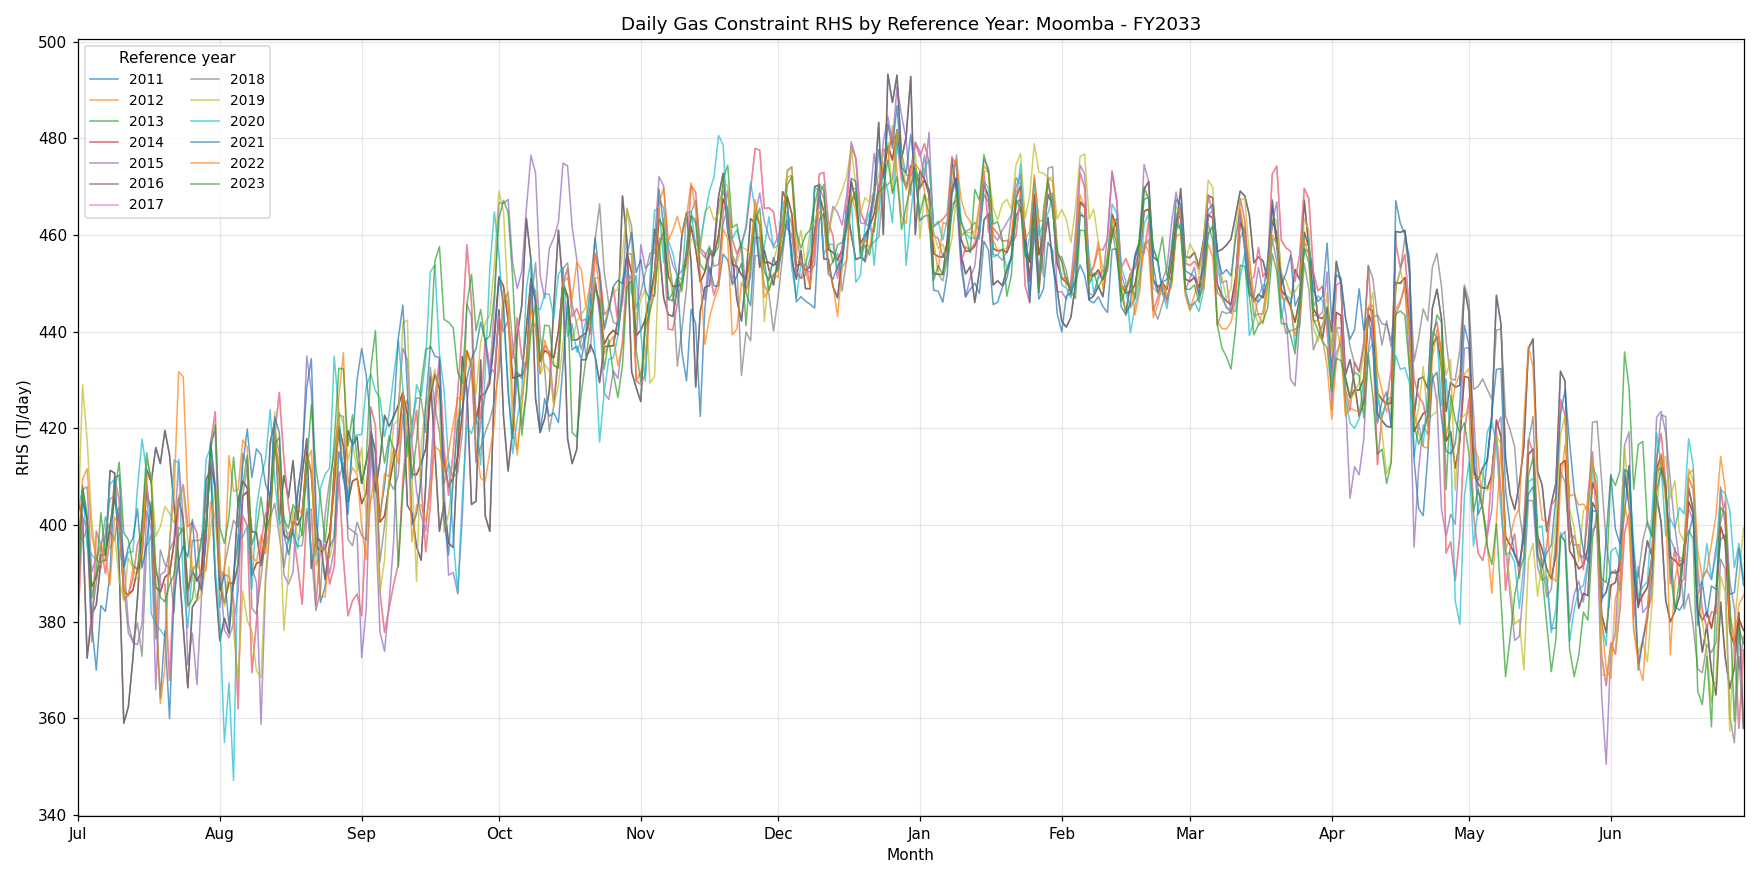 Daily Gas Constraint RHS by Reference Year: Moomba - FY2033
500
480
460
440
420
400
380
360
340
RHS (TJ/day)
Reference year
2011
2012
2013
2014
2015
2016
2017
2018
2019
2020
2021
2022
2023
Jul
Aug
Sep
Oct
Nov
Dec
Jan
Feb
Mar
Apr
May
Jun
Month